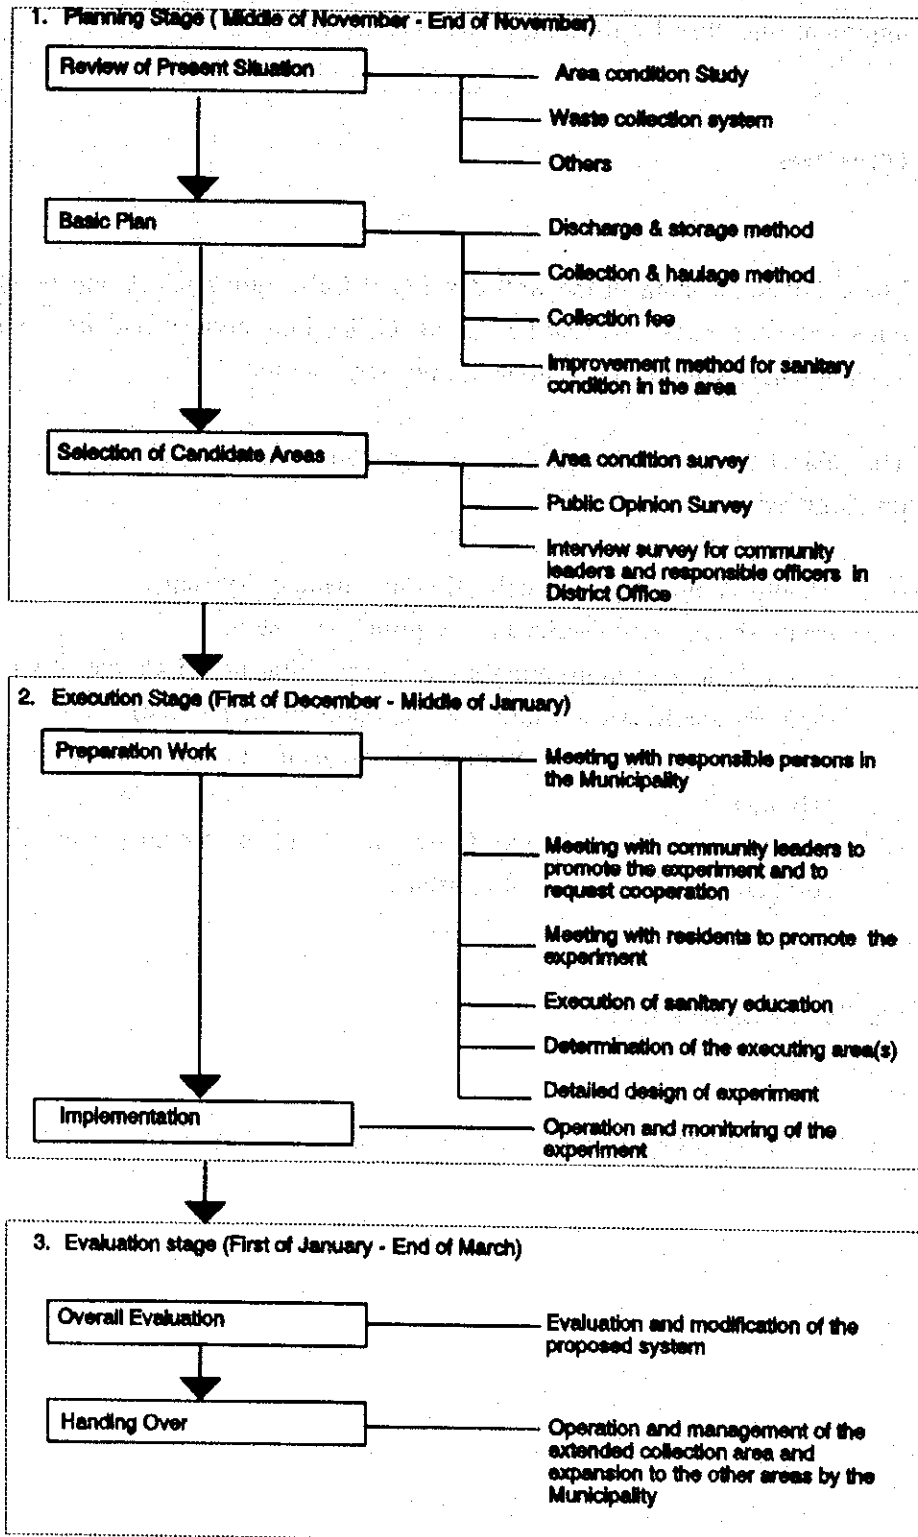 1. Planning Stage ( Middle of November - End of November)
Review of Present Situation
Area condition Study
Waste collection system
Others
Basic Plan
Discharge & storage method
Collection & haulage method
Collection fee
Improvement method for sanitary
condition in the area
Selection of Candidate Areas
Area condition survey
Public Opinion Survey
Interview survey for community
leaders and responsible officers in
District Office
2. Execution Stage (First of December - Middle of January)
Preparation Work
Meeting with responsible persons in
the Municipality
Meeting with community leaders to
promote the experiment and to
request cooperation
Meeting with residents to promote the
experiment
Execution of sanitary education
Determination of the executing area(s)
Detailed design of experiment
Implementation
Operation and monitoring of the
experiment
3. Evaluation stage (First of January - End of March)
Overall Evaluation
Evaluation and modification of the
proposed system
Handing Over
Operation and management of the
extended collection area and
expansion to the other areas by the
Municipality